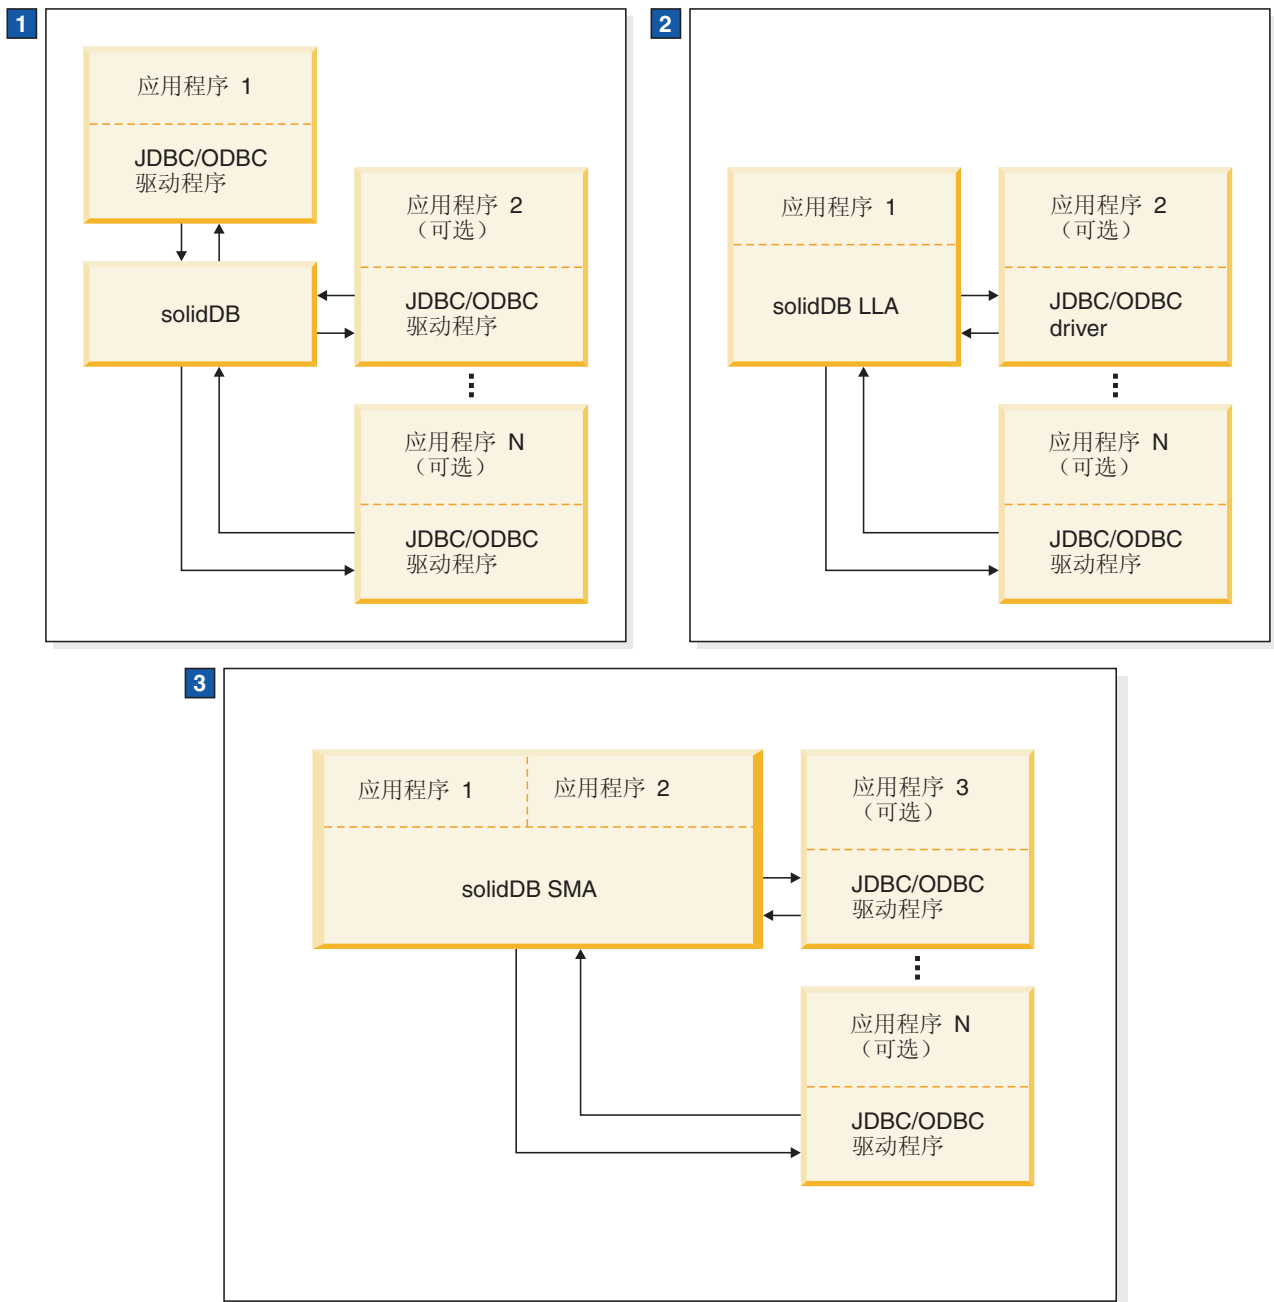 1
应用程序 1
JDBC/ODBC
驱动程序
solidDB
应用程序 2
（可选）
JDBC/ODBC
驱动程序
应用程序 N
（可选）
JDBC/ODBC
驱动程序
2
应用程序 1
solidDB LLA
应用程序 2
（可选）
JDBC/ODBC
driver
应用程序 N
（可选）
JDBC/ODBC
驱动程序
3
应用程序 1
应用程序 2
solidDB SMA
应用程序 3
（可选）
JDBC/ODBC
驱动程序
应用程序 N
（可选）
JDBC/ODBC
驱动程序